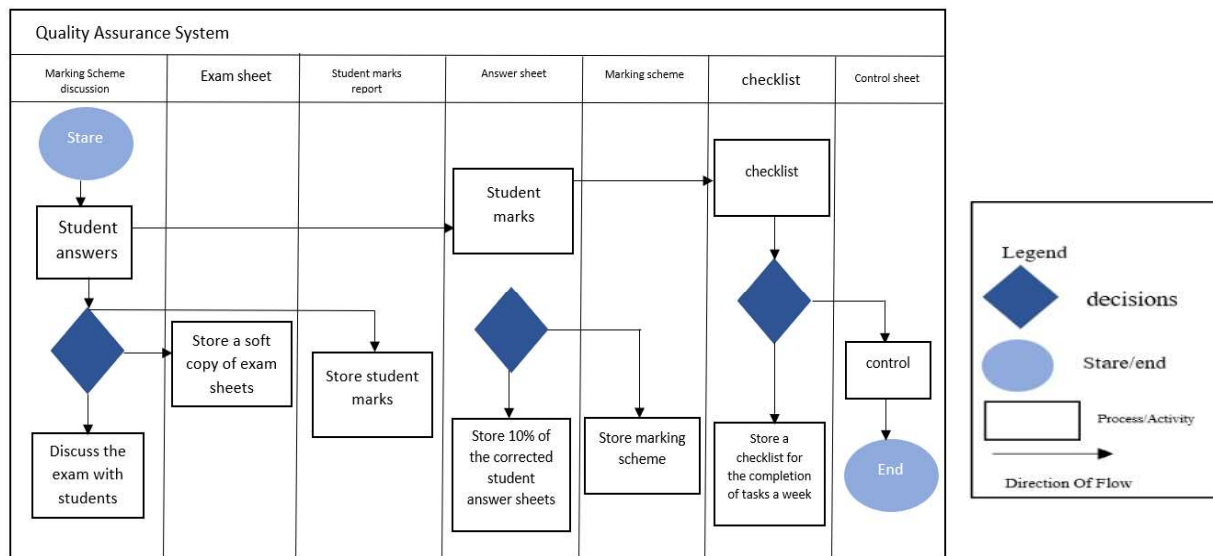 Quality Assurance System
Marking Scheme
discussion
Exam sheet
Student marks
report
Answer sheet
Marking scheme
checklist
Control sheet
Stare
Student
answers
Student
marks
checklist
Store a soft
copy of exam
sheets
Store student
marks
control
Discuss the
exam with
students
Store 10% of
the corrected
student
answer sheets
Store marking
scheme
Store a
checklist for
the completion
of tasks a week
End
Legend
decisions
Stare/end
Process/Activity
Direction Of Flow